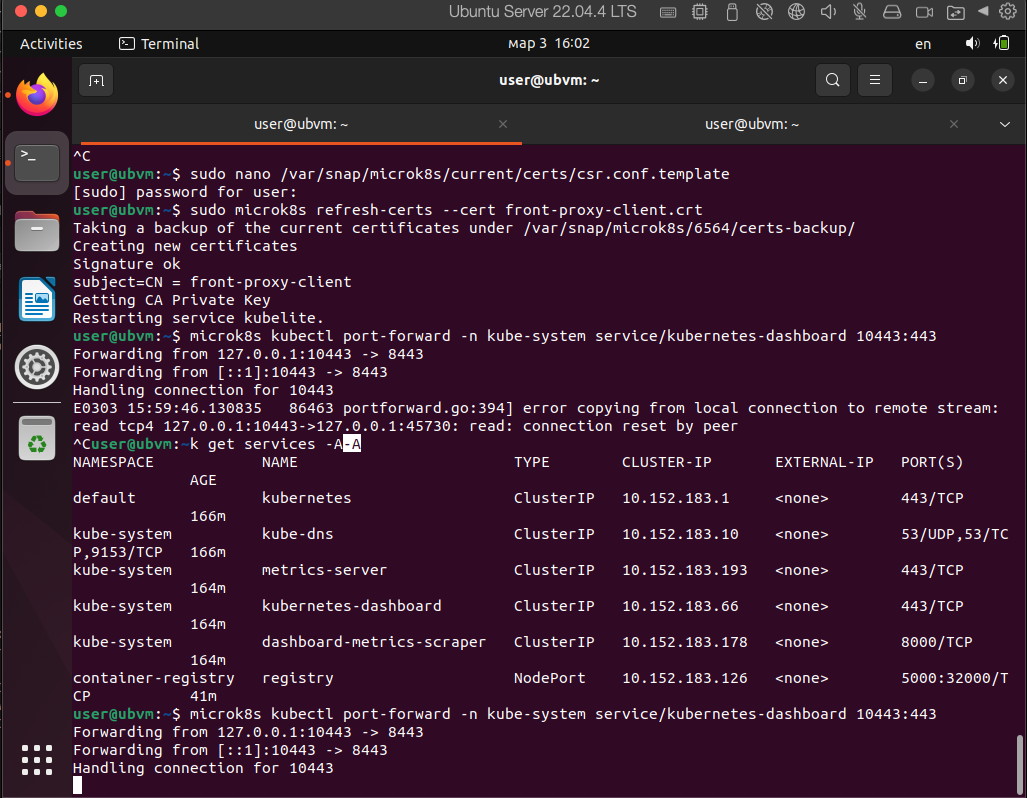 Ubuntu Server 22.04.4 LTS
Activities
Terminal
мар 3 16:02
en
user@ubvm: ~
user@ubvm: ~
user@ubvm: ~
^C
user@ubvm:~$ sudo nano /var/snap/microk8s/current/certs/csr.conf.template
[sudo] password for user:
user@ubvm:~$ sudo microk8s refresh-certs --cert front-proxy-client.crt
Taking a backup of the current certificates under /var/snap/microk8s/6564/certs-backup/
Creating new certificates
Signature ok
subject=CN = front-proxy-client
Getting CA Private Key
Restarting service kubelite.
user@ubvm:~$ microk8s kubectl port-forward -n kube-system service/kubernetes-dashboard 10443:443
Forwarding from 127.0.0.1:10443 -> 8443
Forwarding from [::1]:10443 -> 8443
Handling connection for 10443
E0303 15:59:46.130835   86463 portforward.go:394] error copying from local connection to remote stream:
read tcp4 127.0.0.1:10443->127.0.0.1:45730: read: connection reset by peer
^Cuser@ubvm:~k get services -A-A
NAMESPACE            NAME                        TYPE        CLUSTER-IP       EXTERNAL-IP   PORT(S)
             AGE
default              kubernetes                  ClusterIP   10.152.183.1     <none>        443/TCP
             166m
kube-system          kube-dns                    ClusterIP   10.152.183.10    <none>        53/UDP,53/TC
P,9153/TCP   166m
kube-system          metrics-server              ClusterIP   10.152.183.193   <none>        443/TCP
             164m
kube-system          kubernetes-dashboard        ClusterIP   10.152.183.66    <none>        443/TCP
             164m
kube-system          dashboard-metrics-scraper   ClusterIP   10.152.183.178   <none>        8000/TCP
             164m
container-registry   registry                    NodePort    10.152.183.126   <none>        5000:32000/T
CP           41m
user@ubvm:~$ microk8s kubectl port-forward -n kube-system service/kubernetes-dashboard 10443:443
Forwarding from 127.0.0.1:10443 -> 8443
Forwarding from [::1]:10443 -> 8443
Handling connection for 10443